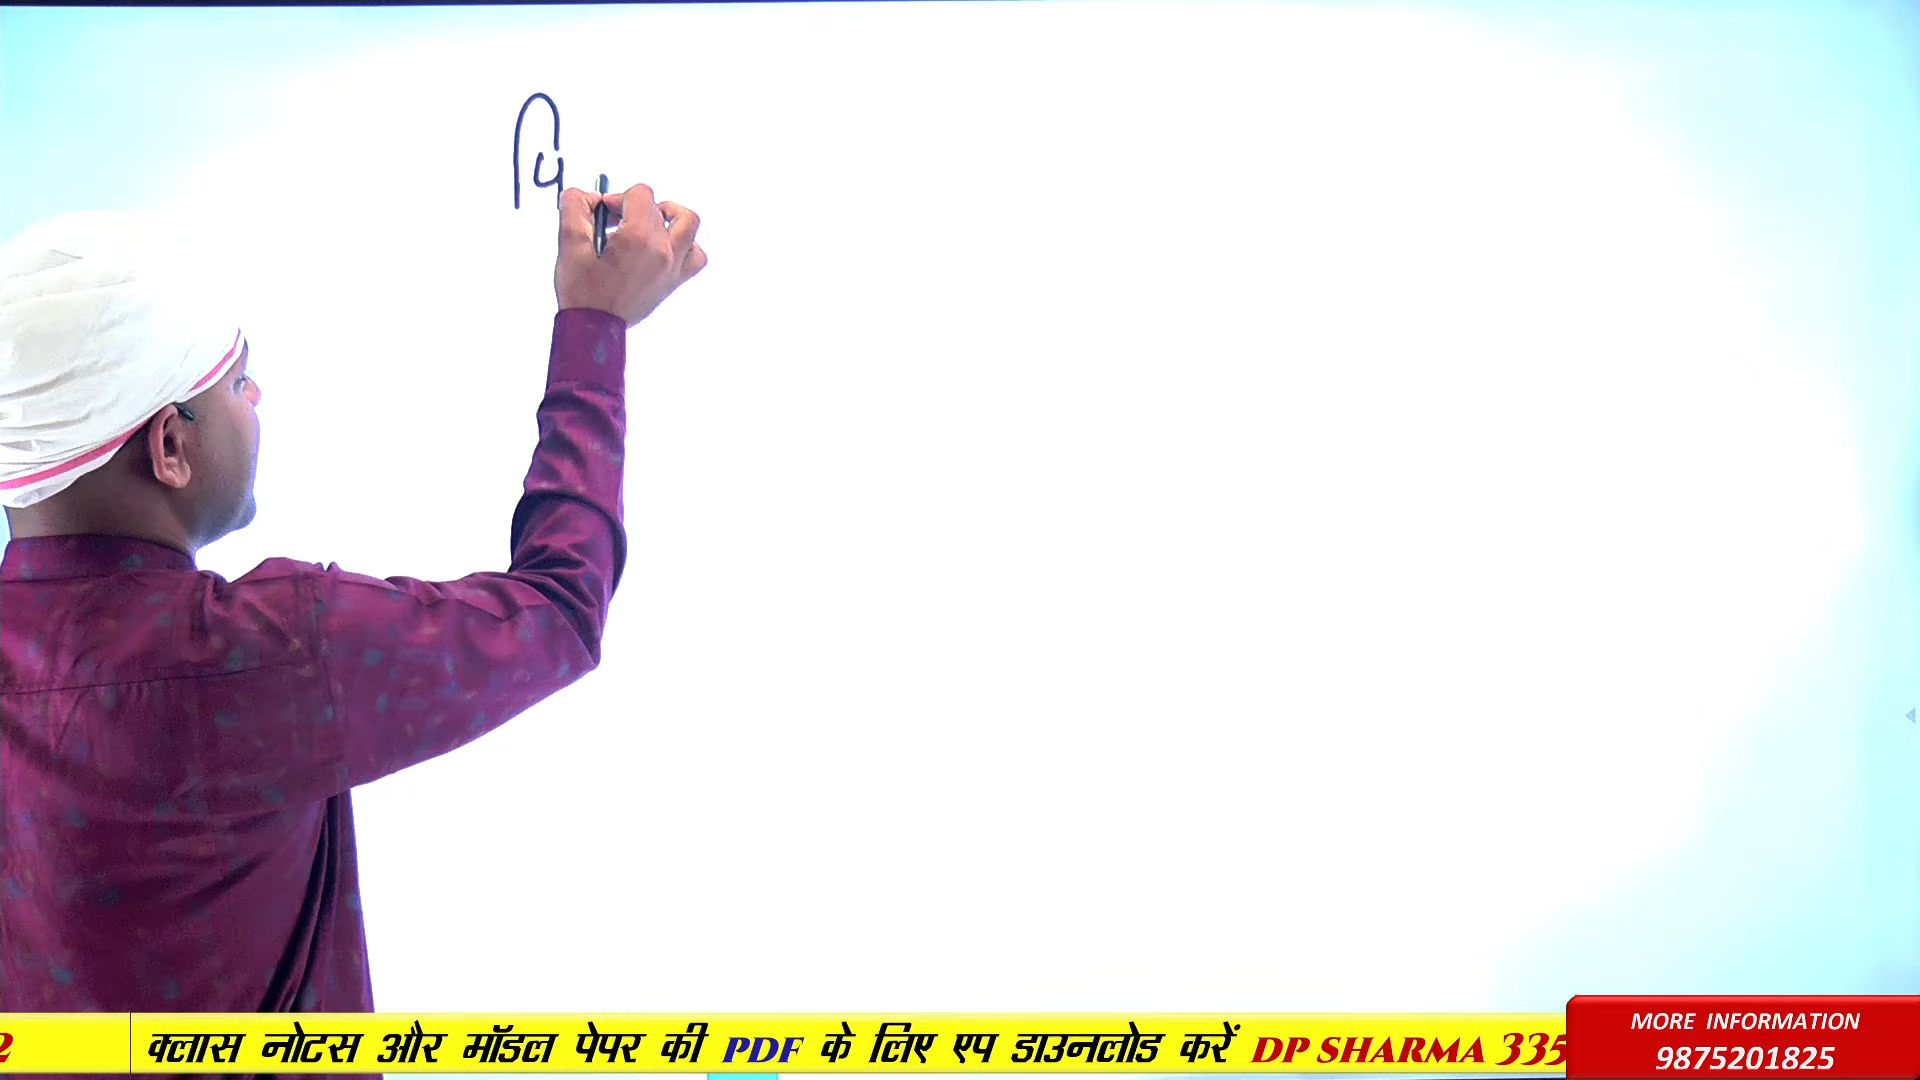 पि
2 क्लास नोटस और मॉडल पेपर की PDF के लिए एप डाउनलोड करें DP SHARMA 335
MORE INFORMATION
9875201825